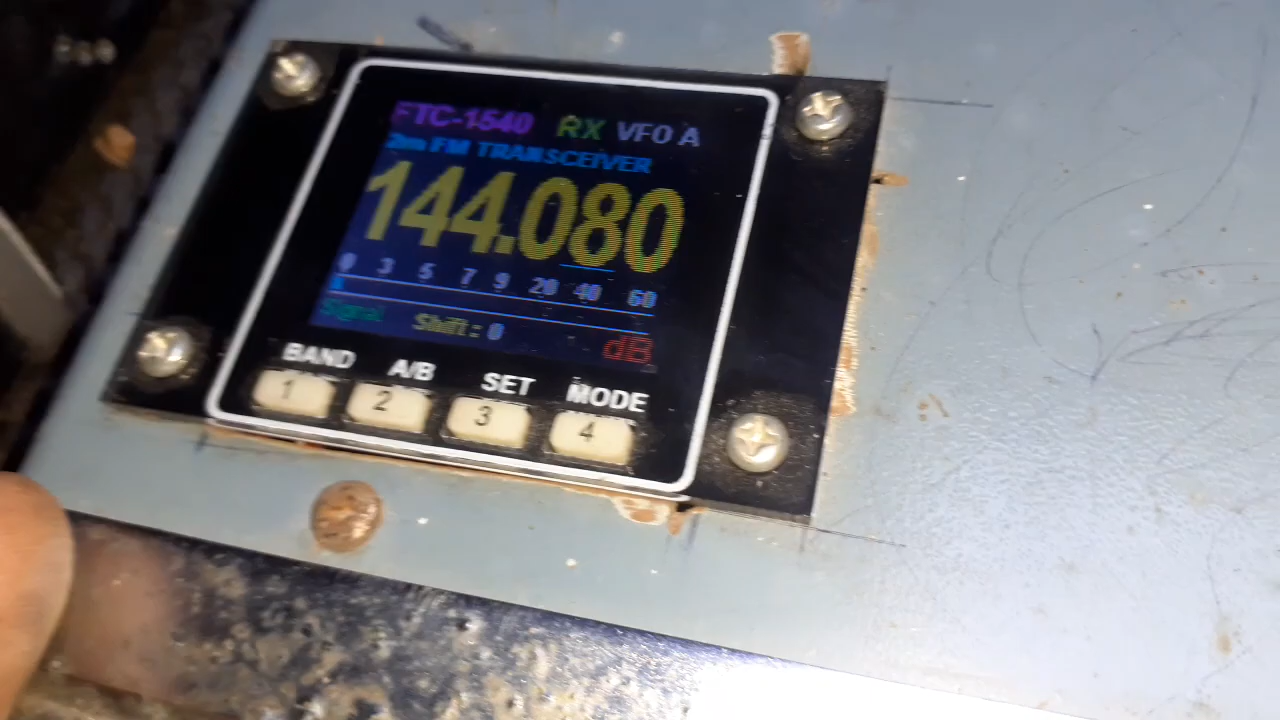 FTC-1540 RX VFO A
2m FM TRANSCEIVER
144.080
0 3 5 7 9 20 40 60
Signal Shift: 0 dB
BAND A/B SET MODE
1 2 3 4